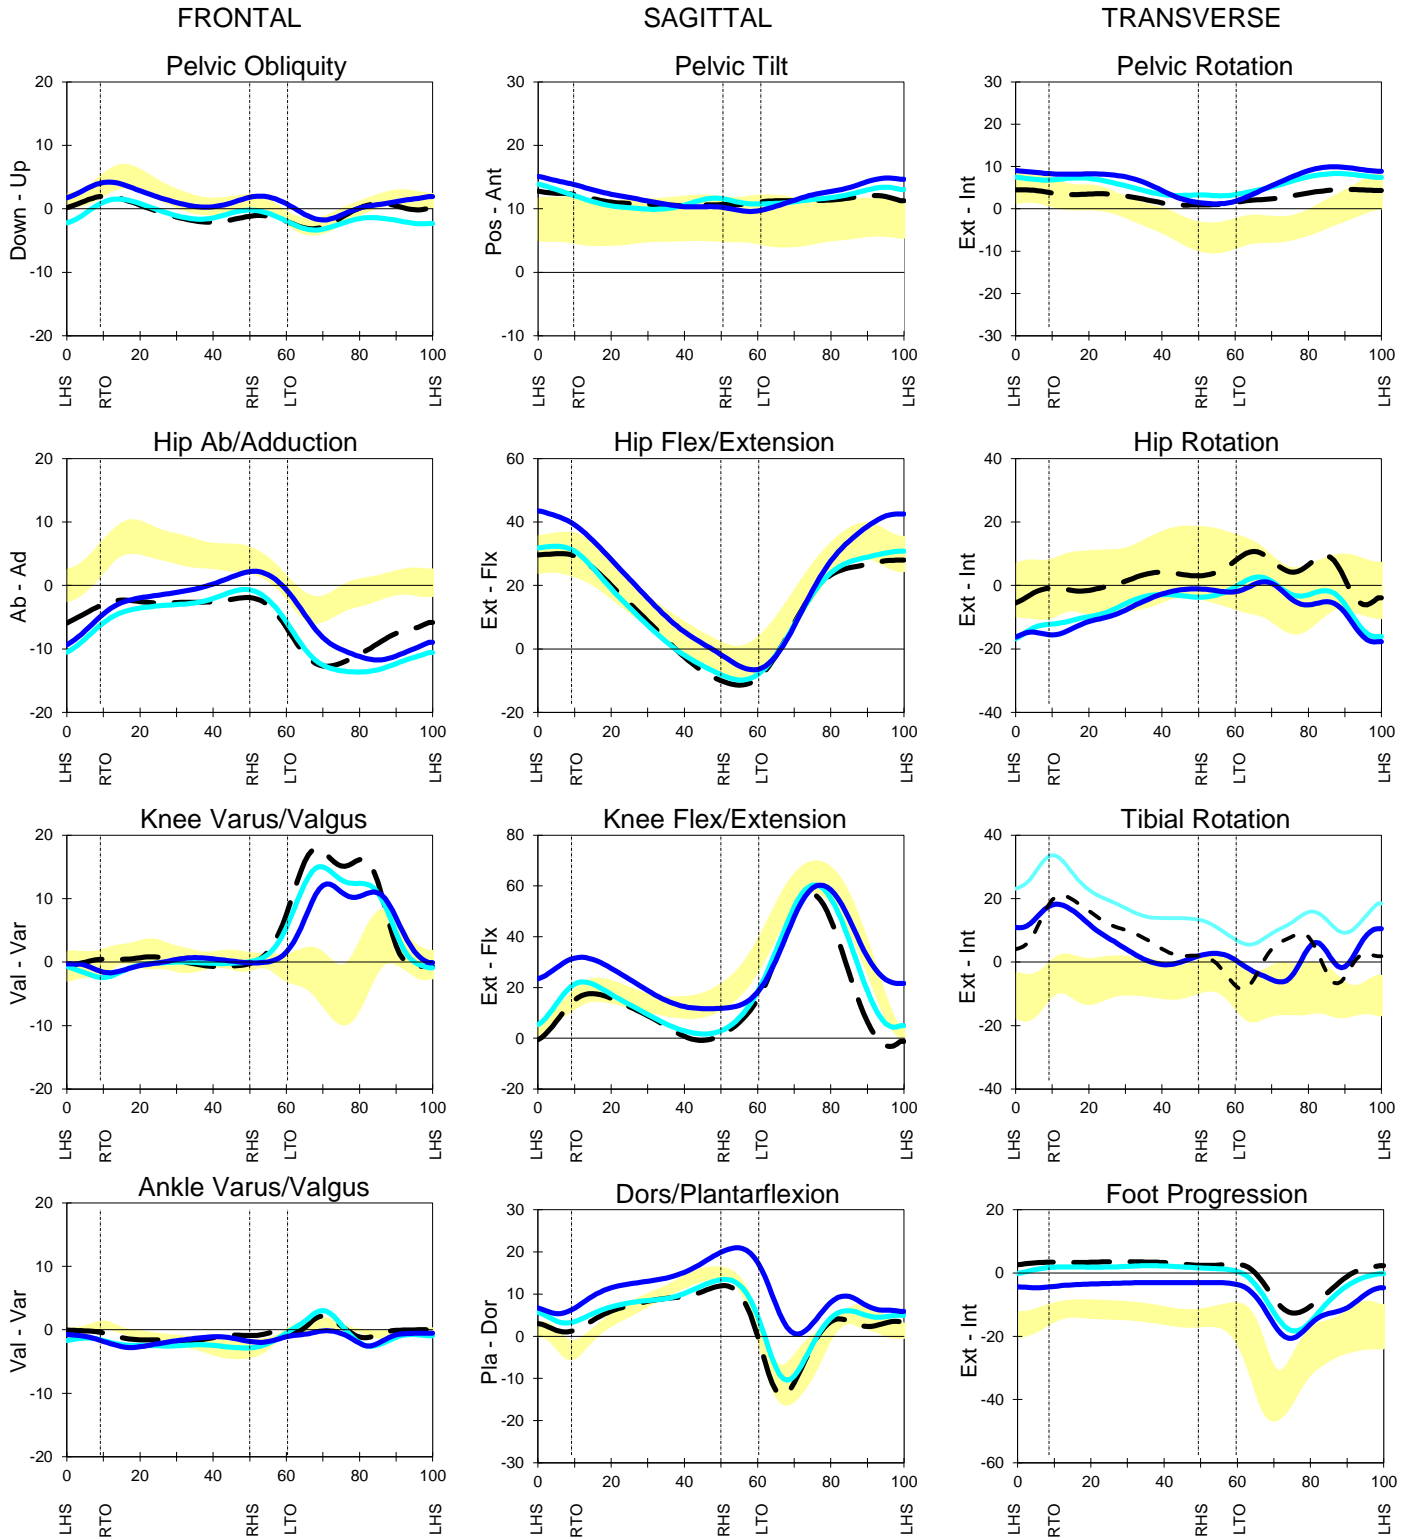 FRONTAL SAGITTAL TRANSVERSE
Pelvic Obliquity Pelvic Tilt Pelvic Rotation
20 30 30
20
10 20
10
0 10 0
-10
-10 0
-20
-20 -10 -30
Down - Up Pos - Ant Ext - Int
0 20 40 60 80 100 0 20 40 60 80 100 0 20 40 60 80 100
LHS RTO RHS LTO LHS LHS RTO RHS LTO LHS LHS RTO RHS LTO LHS
Hip Ab/Adduction Hip Flex/Extension Hip Rotation
20 60 40
10 40 20
0 20 0
-10 0 -20
-20 -20 -40
Ab - Ad Ext - Flx Ext - Int
0 20 40 60 80 100 0 20 40 60 80 100 0 20 40 60 80 100
LHS RTO RHS LTO LHS LHS RTO RHS LTO LHS LHS RTO RHS LTO LHS
Knee Varus/Valgus Knee Flex/Extension Tibial Rotation
20 80 40
60
10 20
40
0 0
20
-10 0 -20
-20 -20 -40
Val - Var Ext - Flx Ext - Int
0 20 40 60 80 100 0 20 40 60 80 100 0 20 40 60 80 100
LHS RTO RHS LTO LHS LHS RTO RHS LTO LHS LHS RTO RHS LTO LHS
Ankle Varus/Valgus Dors/Plantarflexion Foot Progression
20 30 20
20
10 10 0
0 0 -20
-10
-10 -20 -40
-20 -30 -60
Val - Var Pla - Dor Ext - Int
0 20 40 60 80 100 0 20 40 60 80 100 0 20 40 60 80 100
LHS RTO RHS LTO LHS LHS RTO RHS LTO LHS LHS RTO RHS LTO LHS